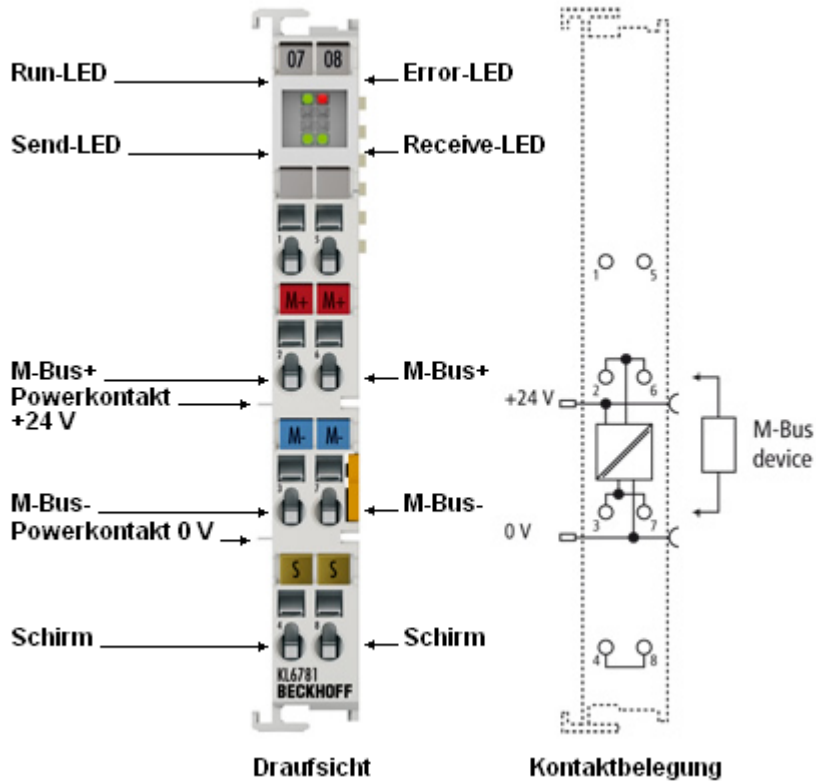 07 08
Run-LED
Error-LED
Send-LED
Receive-LED
1 5
M+ M+
2 6
M-Bus+
Powerkontakt
+24 V
M-Bus+
M- M-
3 7
M-Bus-
Powerkontakt 0 V
M-Bus-
S S
4 8
Schirm
Schirm
KL6781
BECKHOFF
Draufsicht
1 5
2 6
+24 V
M-Bus
device
3 7
0 V
4 8
Kontaktbelegung